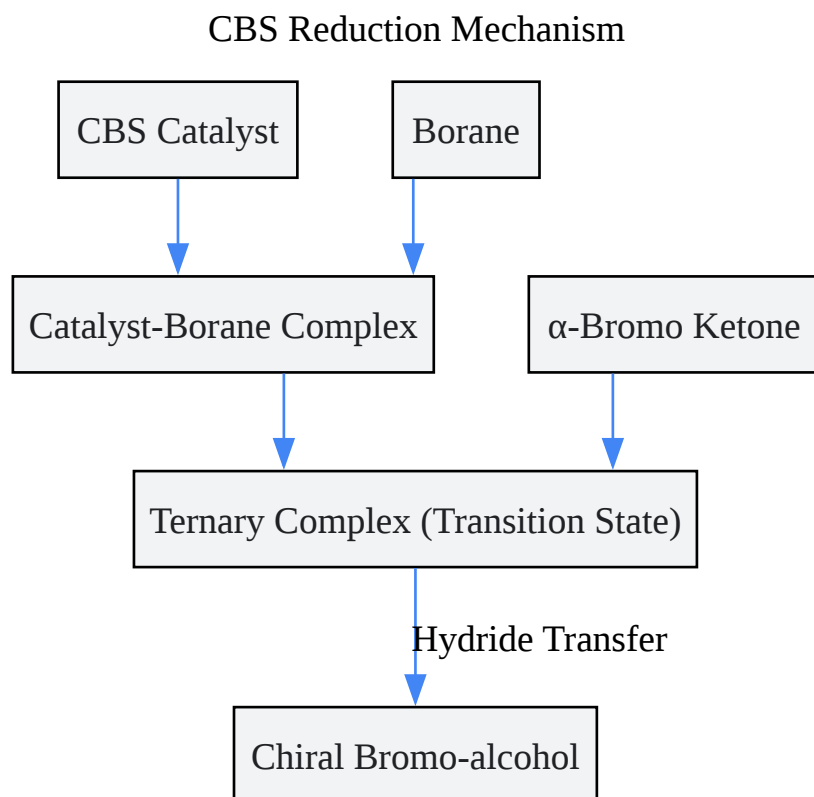 CBS Reduction Mechanism
CBS Catalyst
Borane
Catalyst-Borane Complex
α-Bromo Ketone
Ternary Complex (Transition State)
Hydride Transfer
Chiral Bromo-alcohol